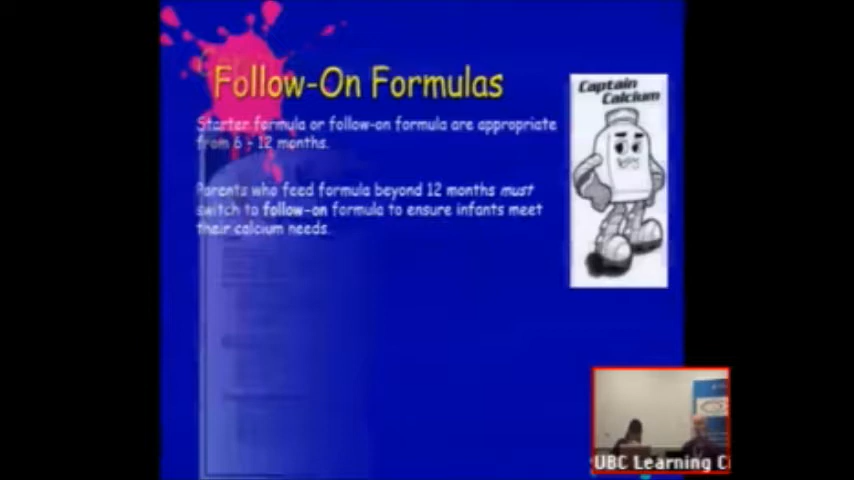 Follow-On Formulas
Starter formula or follow-on formula are appropriate
from 6 - 12 months.
Parents who feed formula beyond 12 months must
switch to follow-on formula to ensure infants meet
their calcium needs.
Captain
Calcium
UBC Learning Ci